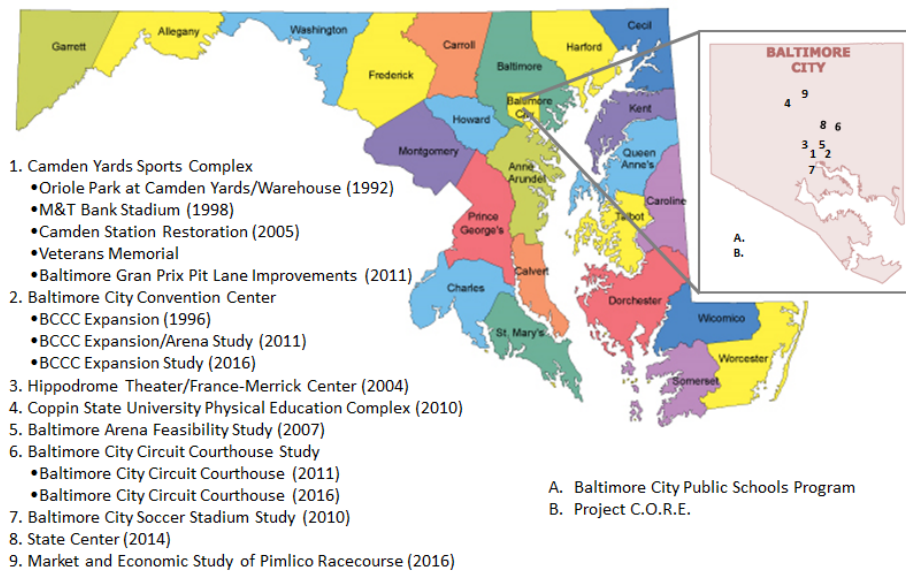 Garrett
Allegany
Washington
Frederick
Carroll
Baltimore
Harford
Cecil
Baltimore
City
Howard
Montgomery
Kent
Anne
Arundel
Queen
Anne's
Caroline
Talbot
Prince
George's
Calvert
Charles
St. Mary's
Dorchester
Wicomico
Somerset
Worcester
BALTIMORE
CITY
9
4
8
6
3
5
1
2
7
A.
B.
1. Camden Yards Sports Complex
•Oriole Park at Camden Yards/Warehouse (1992)
•M&T Bank Stadium (1998)
•Camden Station Restoration (2005)
•Veterans Memorial
•Baltimore Gran Prix Pit Lane Improvements (2011)
2. Baltimore City Convention Center
•BCCC Expansion (1996)
•BCCC Expansion/Arena Study (2011)
•BCCC Expansion Study (2016)
3. Hippodrome Theater/France-Merrick Center (2004)
4. Coppin State University Physical Education Complex (2010)
5. Baltimore Arena Feasibility Study (2007)
6. Baltimore City Circuit Courthouse Study
•Baltimore City Circuit Courthouse (2011)
•Baltimore City Circuit Courthouse (2016)
7. Baltimore City Soccer Stadium Study (2010)
8. State Center (2014)
9. Market and Economic Study of Pimlico Racecourse (2016)
A. Baltimore City Public Schools Program
B. Project C.O.R.E.